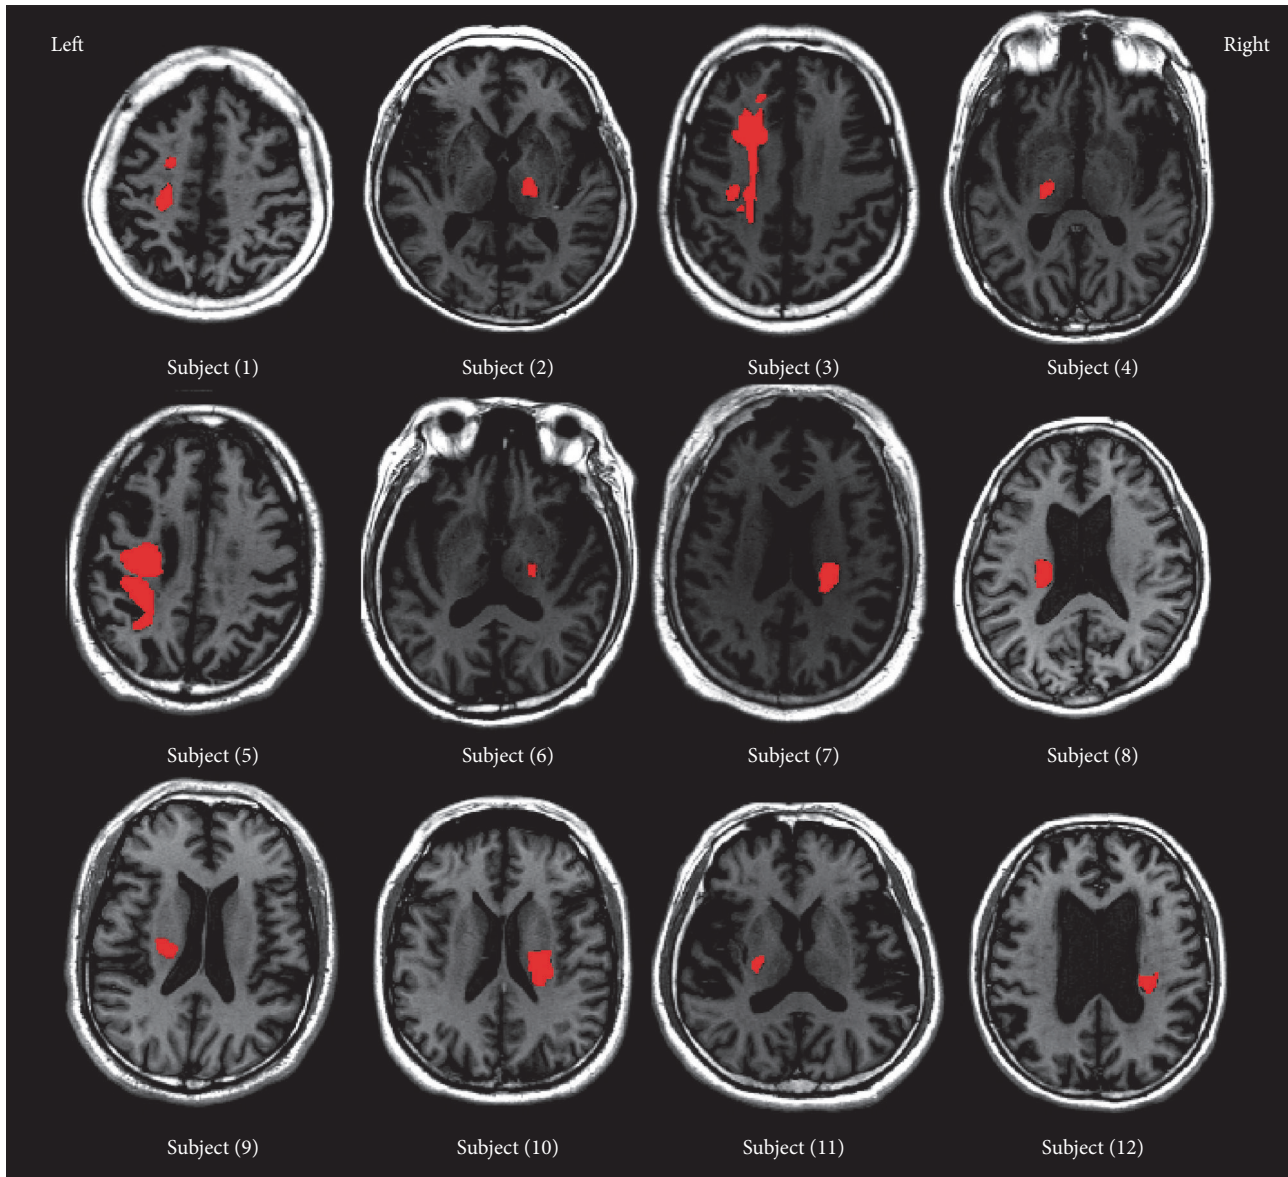 Left
Right
Subject (1)
Subject (2)
Subject (3)
Subject (4)
Subject (5)
Subject (6)
Subject (7)
Subject (8)
Subject (9)
Subject (10)
Subject (11)
Subject (12)